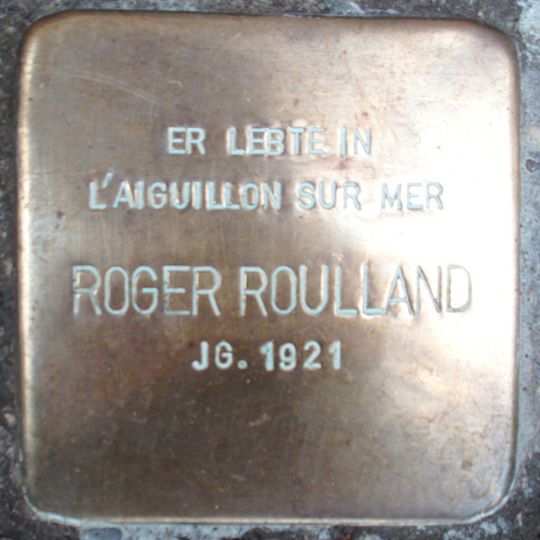 ER LEBTE IN
L'AIGUILLON SUR MER
ROGER ROULLAND
JG. 1921